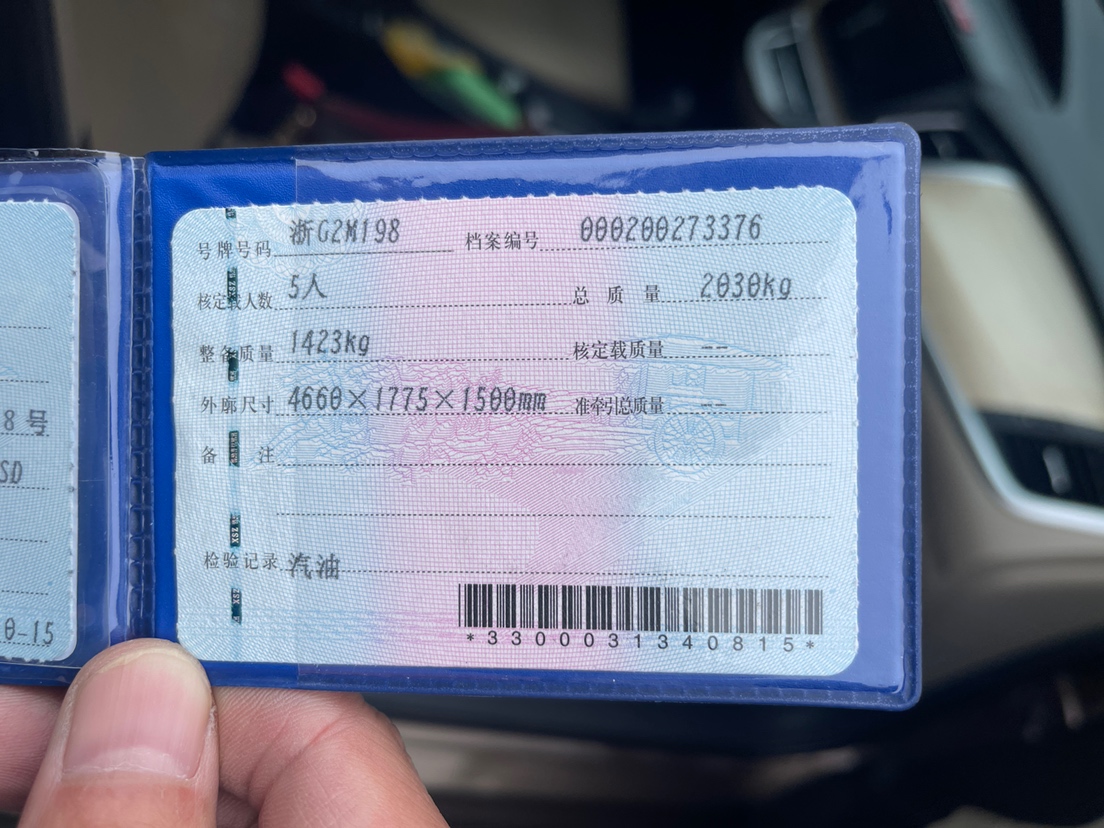 号牌号码 浙G2M198 档案编号 000200273376
核定载人数 5人 总质量 2030kg
整备质量 1423kg 核定载质量 --
外廓尺寸 4660×1775×1500mm 准牵引总质量 --
备注
检验记录 汽油
*3300031340815*
8号
SD
0-15